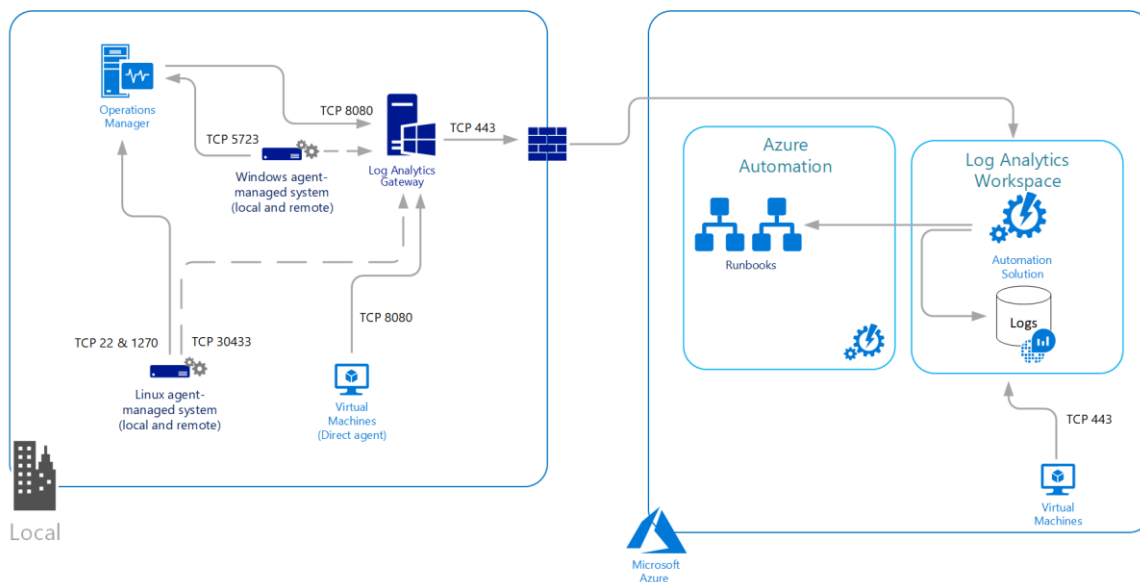 Operations
Manager
TCP 8080
TCP 5723
TCP 443
Windows agent-
managed system
(local and remote)
Log Analytics
Gateway
TCP 22 & 1270
TCP 30433
TCP 8080
Linux agent-
managed system
(local and remote)
Virtual
Machines
(Direct agent)
Local
Azure
Automation
Runbooks
Log Analytics
Workspace
Automation
Solution
Logs
TCP 443
Virtual
Machines
Microsoft
Azure